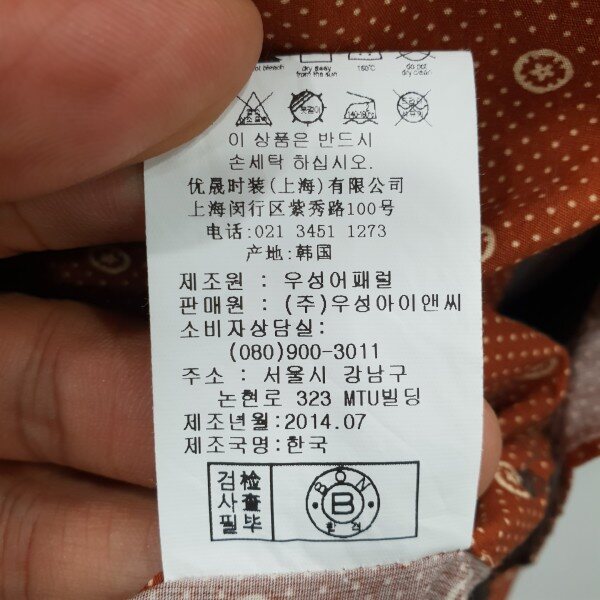 not bleach
dry away
from the sun
160℃
do not
dry clean
이 상품은 반드시
손세탁 하십시오.
优晟时装(上海)有限公司
上海闵行区紫秀路100号
电话:021 3451 1273
产地:韩国
제조원 : 우성어패럴
판매원 : (주)우성아이앤씨
소비자상담실:
(080)900-3011
주소 : 서울시 강남구
논현로 323 MTU빌딩
제조년월:2014.07
제조국명:한국
검사필
检查毕
BON
B
합격